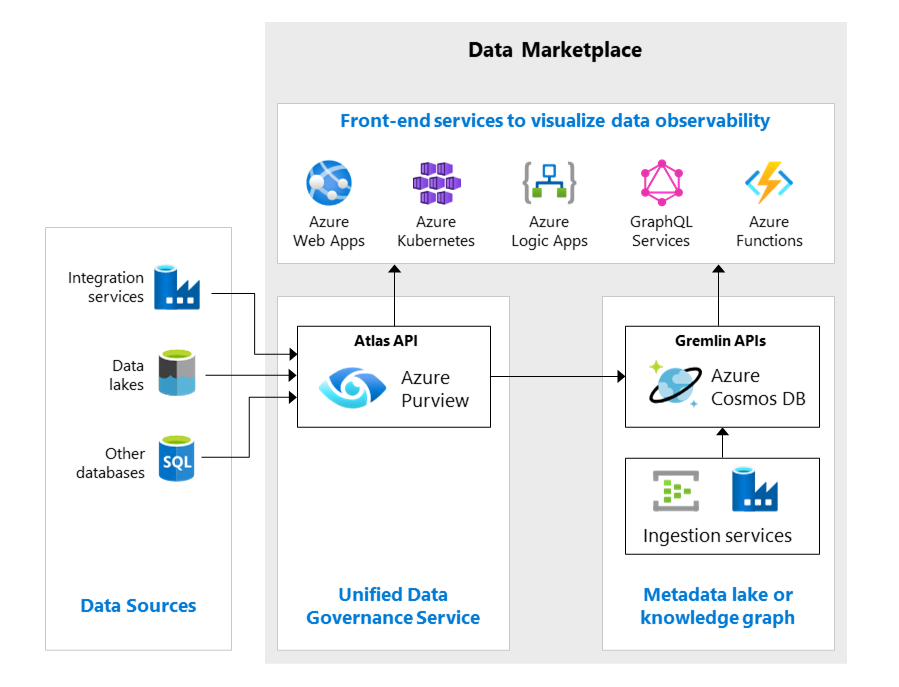 Data Marketplace
Front-end services to visualize data observability
Azure
Web Apps
Azure
Kubernetes
Azure
Logic Apps
GraphQL
Services
Azure
Functions
Integration
services
Data
lakes
Other
databases
SQL
Data Sources
Atlas API
Azure
Purview
Unified Data
Governance Service
Gremlin APIs
Azure
Cosmos DB
Ingestion services
Metadata lake or
knowledge graph